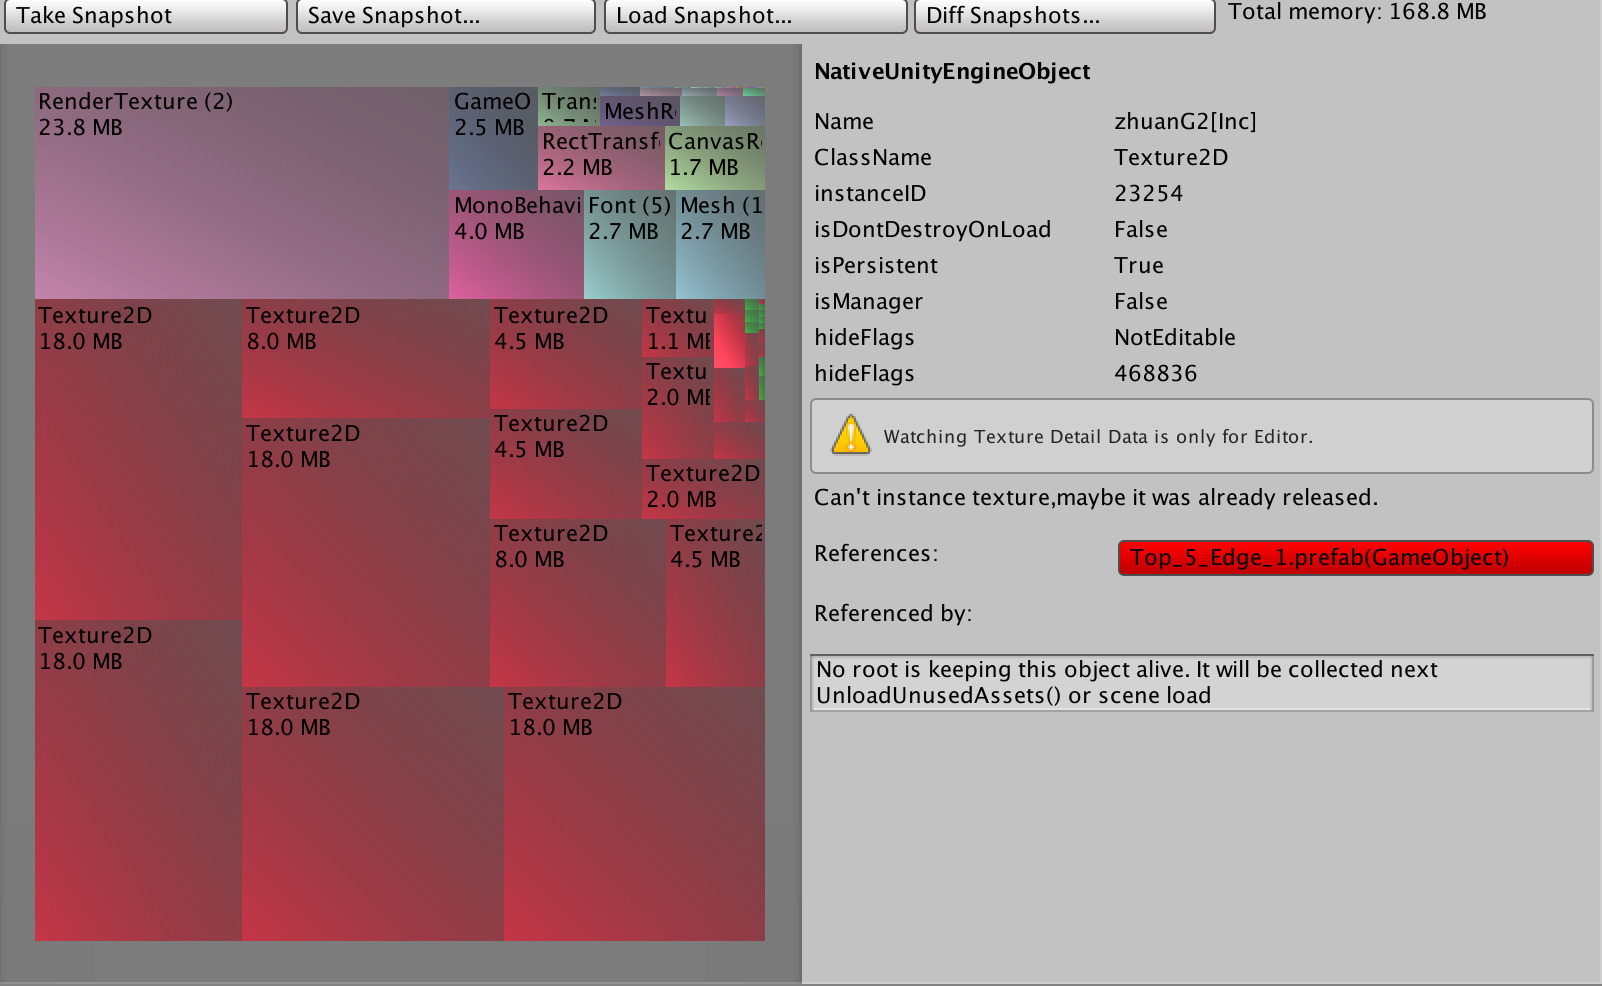 Take Snapshot
Save Snapshot...
Load Snapshot...
Diff Snapshots...
Total memory: 168.8 MB
RenderTexture (2)
23.8 MB
GameO
2.5 MB
Trans
MeshR
RectTransf
2.2 MB
CanvasR
1.7 MB
MonoBehavi
4.0 MB
Font (5)
2.7 MB
Mesh (1
2.7 MB
Texture2D
18.0 MB
Texture2D
8.0 MB
Texture2D
4.5 MB
Textu
1.1 ME
Textu
2.0 ME
Texture2D
18.0 MB
Texture2D
4.5 MB
Texture2D
2.0 MB
Texture2D
8.0 MB
Texture2
4.5 MB
Texture2D
18.0 MB
Texture2D
18.0 MB
Texture2D
18.0 MB
NativeUnityEngineObject
Name zhuanG2[Inc]
ClassName Texture2D
instanceID 23254
isDontDestroyOnLoad False
isPersistent True
isManager False
hideFlags NotEditable
hideFlags 468836
Watching Texture Detail Data is only for Editor.
Can't instance texture,maybe it was already released.
References: Top_5_Edge_1.prefab(GameObject)
Referenced by:
No root is keeping this object alive. It will be collected next
UnloadUnusedAssets() or scene load